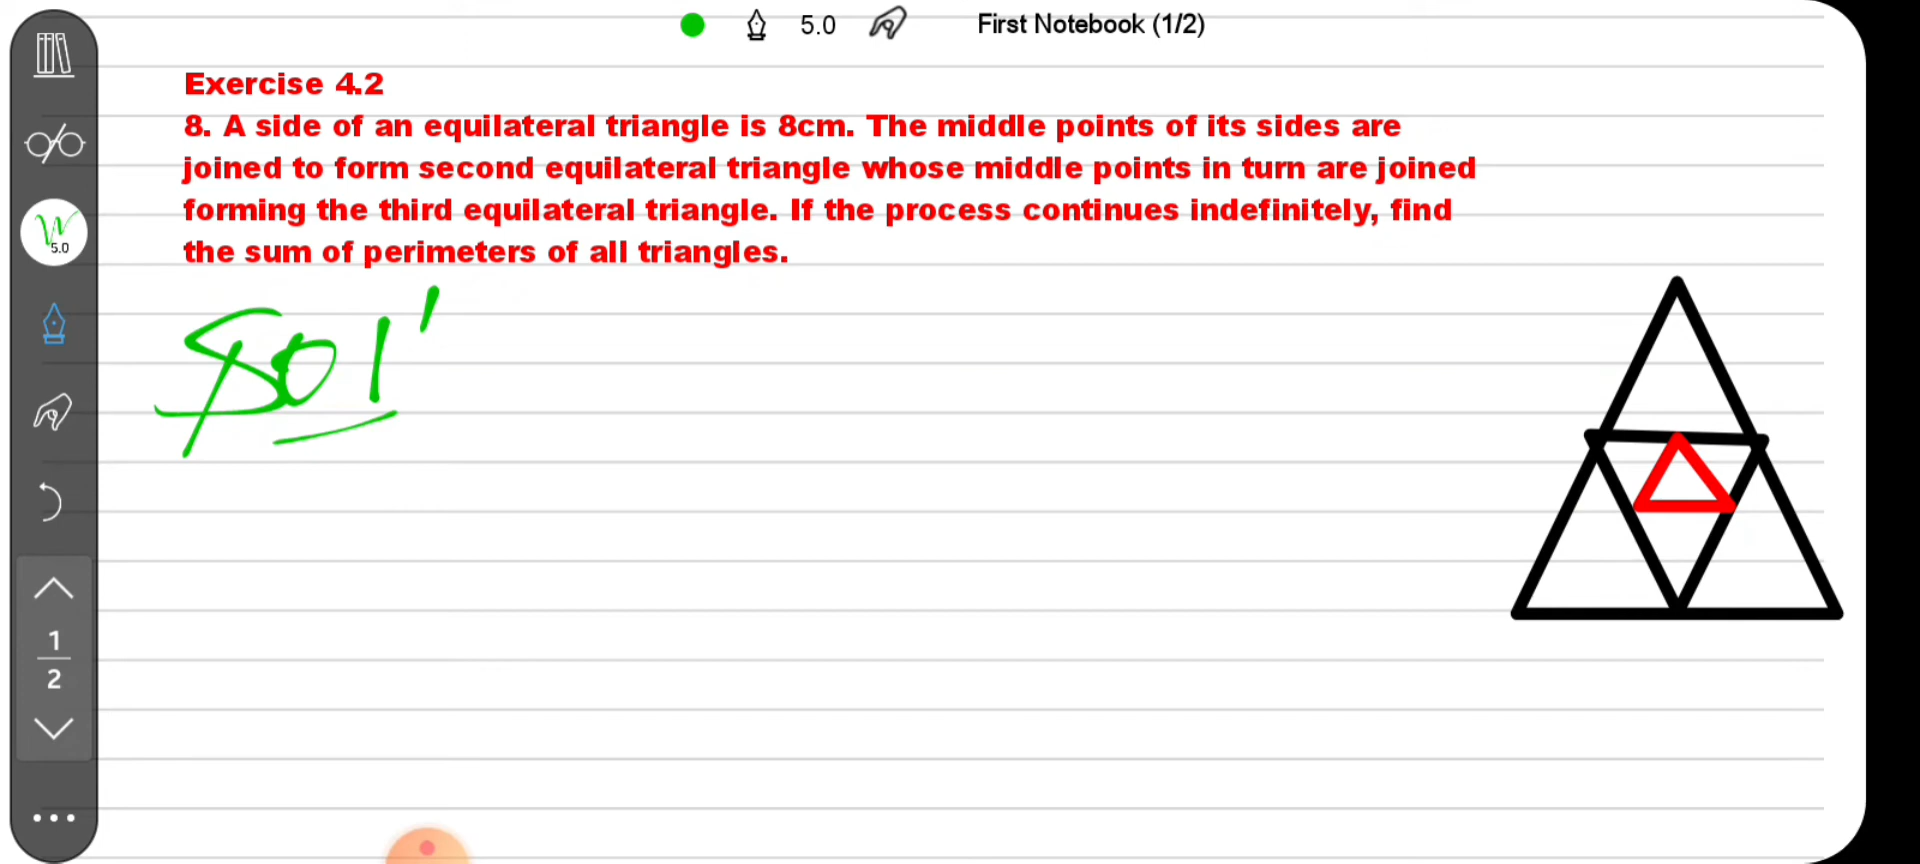 5.0 First Notebook (1/2)
Exercise 4.2
8. A side of an equilateral triangle is 8cm. The middle points of its sides are
joined to form second equilateral triangle whose middle points in turn are joined
forming the third equilateral triangle. If the process continues indefinitely, find
the sum of perimeters of all triangles.
Sol'
5.0
1
2